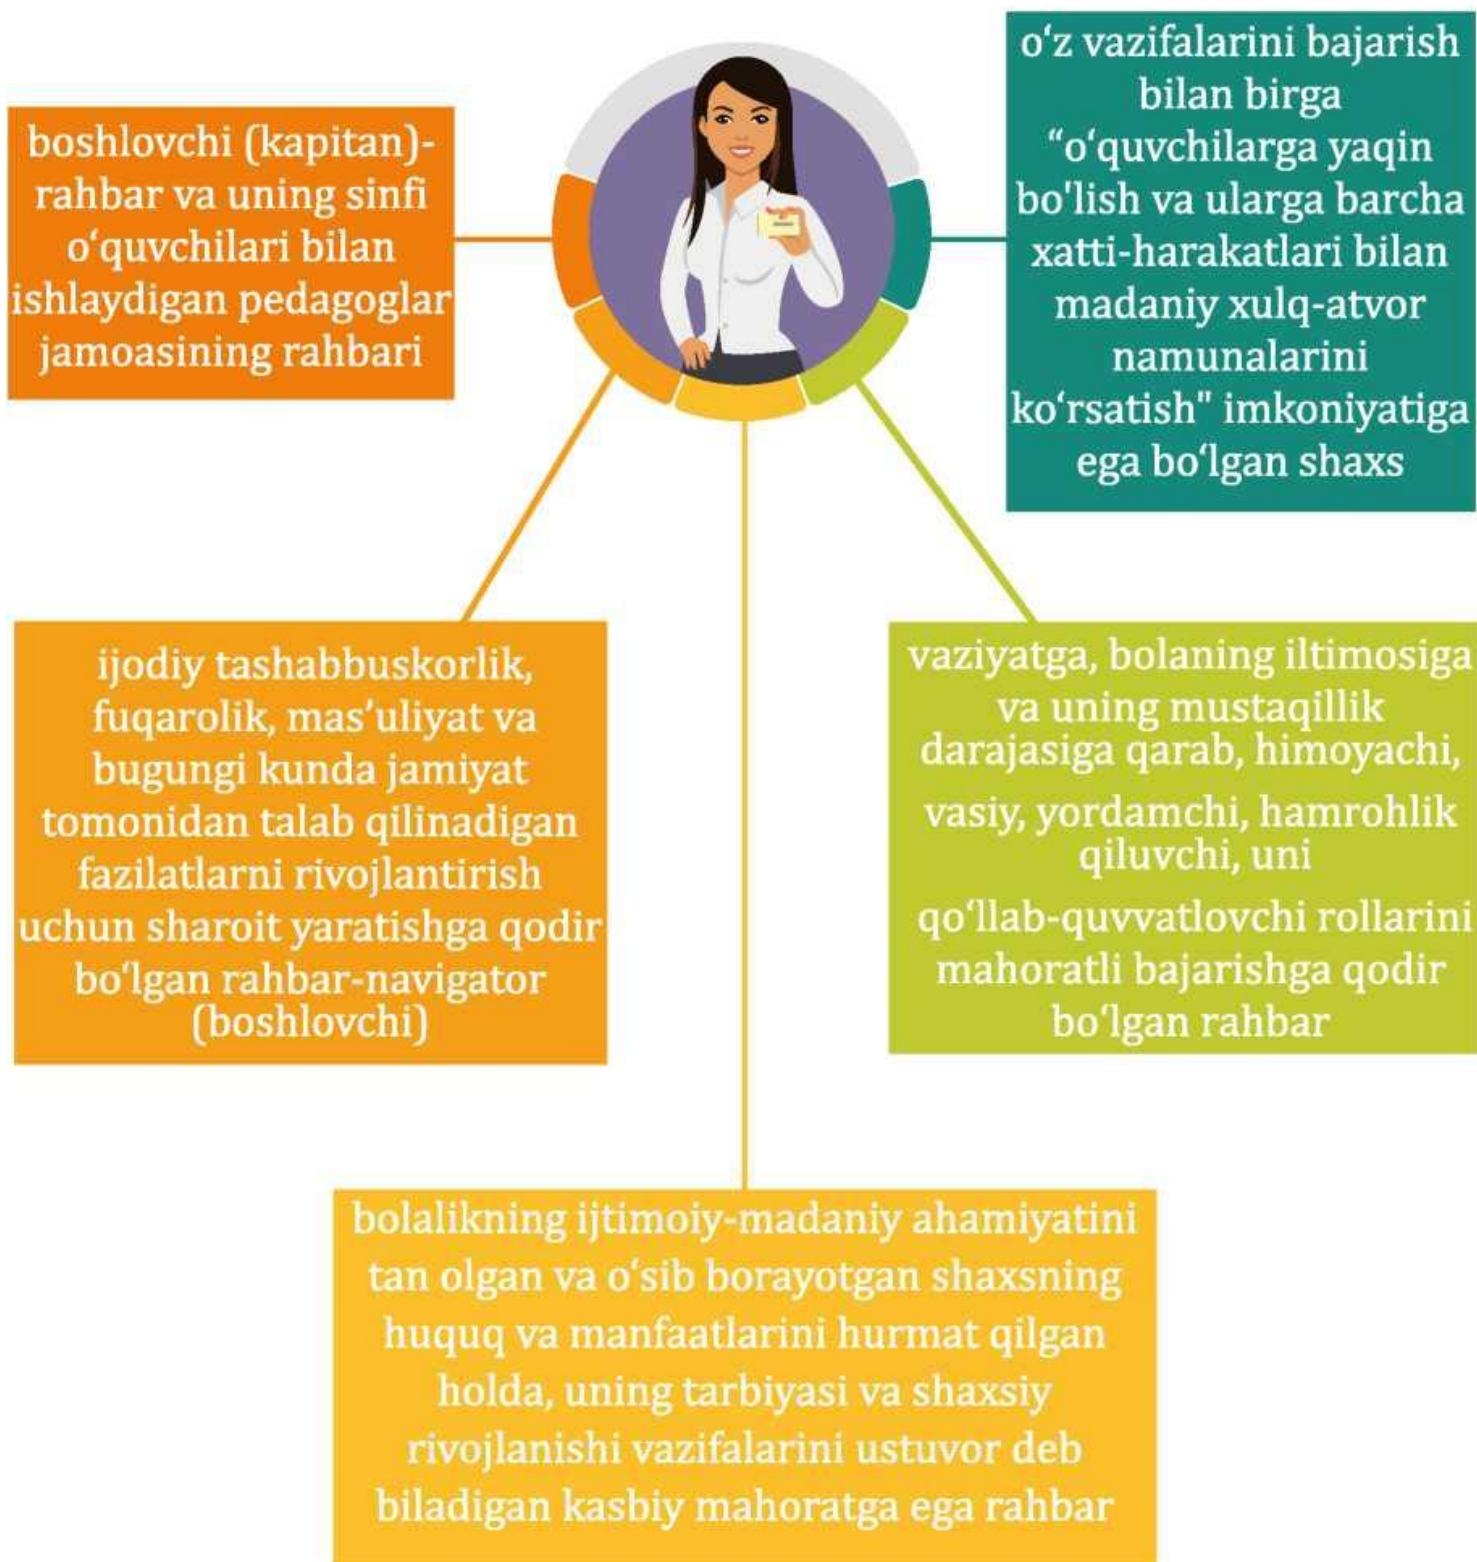 boshlovchi (kapitan)-
rahbar va uning sinfi
o‘quvchilari bilan
ishlaydigan pedagoglar
jamoasining rahbari
o‘z vazifalarini bajarish
bilan birga
“o‘quvchilarga yaqin
bo'lish va ularga barcha
xatti-harakatlari bilan
madaniy xulq-atvor
namunalarini
ko‘rsatish" imkoniyatiga
ega bo‘lgan shaxs
ijodiy tashabbuskorlik,
fuqarolik, mas’uliyat va
bugungi kunda jamiyat
tomonidan talab qilinadigan
fazilatlarni rivojlantirish
uchun sharoit yaratishga qodir
bo‘lgan rahbar-navigator
(boshlovchi)
vaziyatga, bolaning iltimosiga
va uning mustaqillik
darajasiga qarab, himoyachi,
vasiy, yordamchi, hamrohlik
qiluvchi, uni
qo‘llab-quvvatlovchi rollarini
mahoratli bajarishga qodir
bo‘lgan rahbar
bolalikning ijtimoiy-madaniy ahamiyatini
tan olgan va o‘sib borayotgan shaxsning
huquq va manfaatlarini hurmat qilgan
holda, uning tarbiyasi va shaxsiy
rivojlanishi vazifalarini ustuvor deb
biladigan kasbiy mahoratga ega rahbar